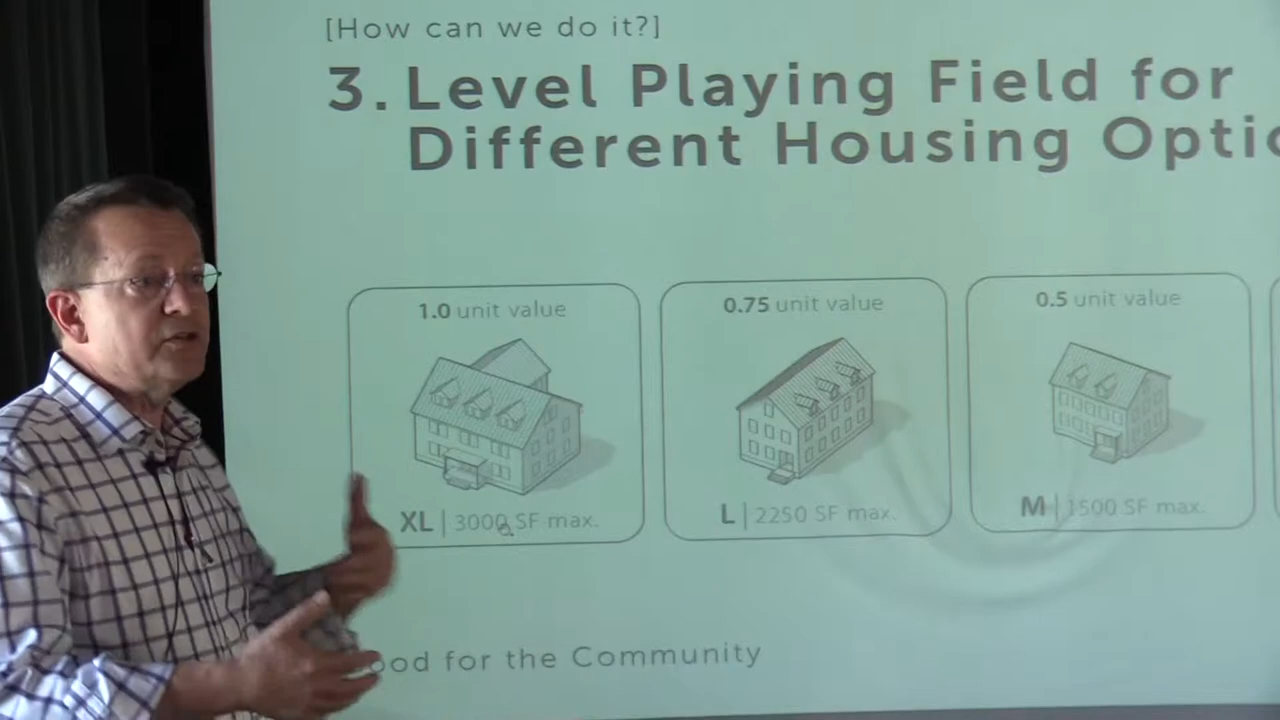 [How can we do it?]
3. Level Playing Field for
Different Housing Optio
1.0 unit value
0.75 unit value
0.5 unit value
XL | 3000 SF max.
L | 2250 SF max.
M | 1500 SF max.
ood for the Community